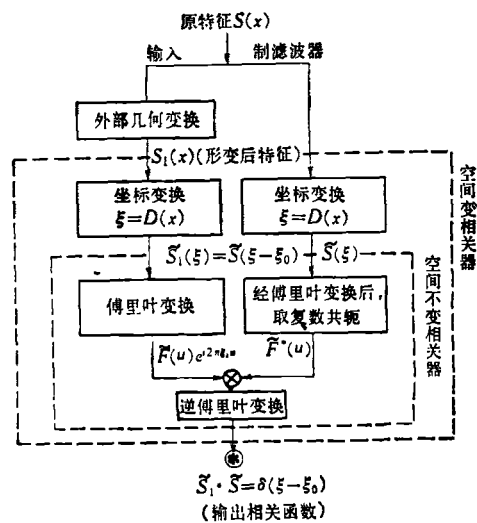 原特征S(x)
输入
制滤波器
外部几何变换
S₁(x)(形变后特征)
坐标变换
ξ=D(x)
坐标变换
ξ=D(x)
空间变相关器
S̃₁(ξ)=S̃(ξ-ξ₀)
S̃(ξ)
傅里叶变换
经傅里叶变换后,
取复数共轭
空间不变相关器
F̃(u)e^{i2πξ₀u}
F̃*(u)
⊗
逆傅里叶变换
⊛
S̃₁·S̃=δ(ξ-ξ₀)
(输出相关函数)